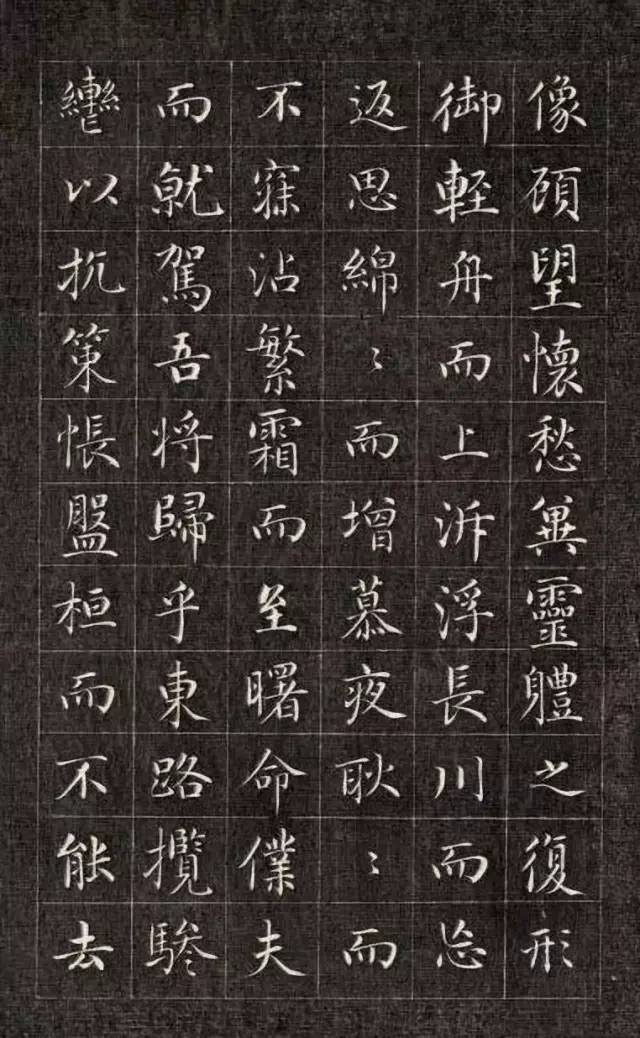 像顧望懷愁冀靈體之復形
御輕舟而上泝浮長川而忘
返思綿〻而增慕夜耿〻而
不寐沾繁霜而至曙命僕夫
而就駕吾将歸乎東路攬騑
轡以抗策悵盤桓而不能去